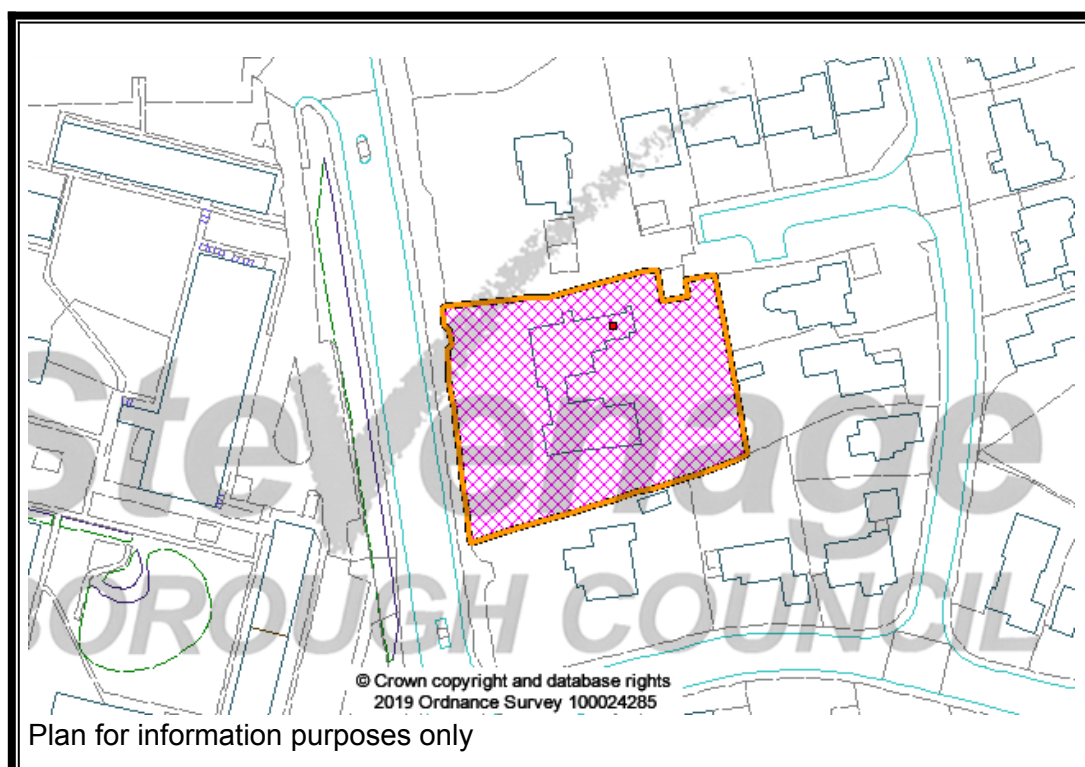 Stevenage
BOROUGH COUNCIL
© Crown copyright and database rights
2019 Ordnance Survey 100024285
Plan for information purposes only